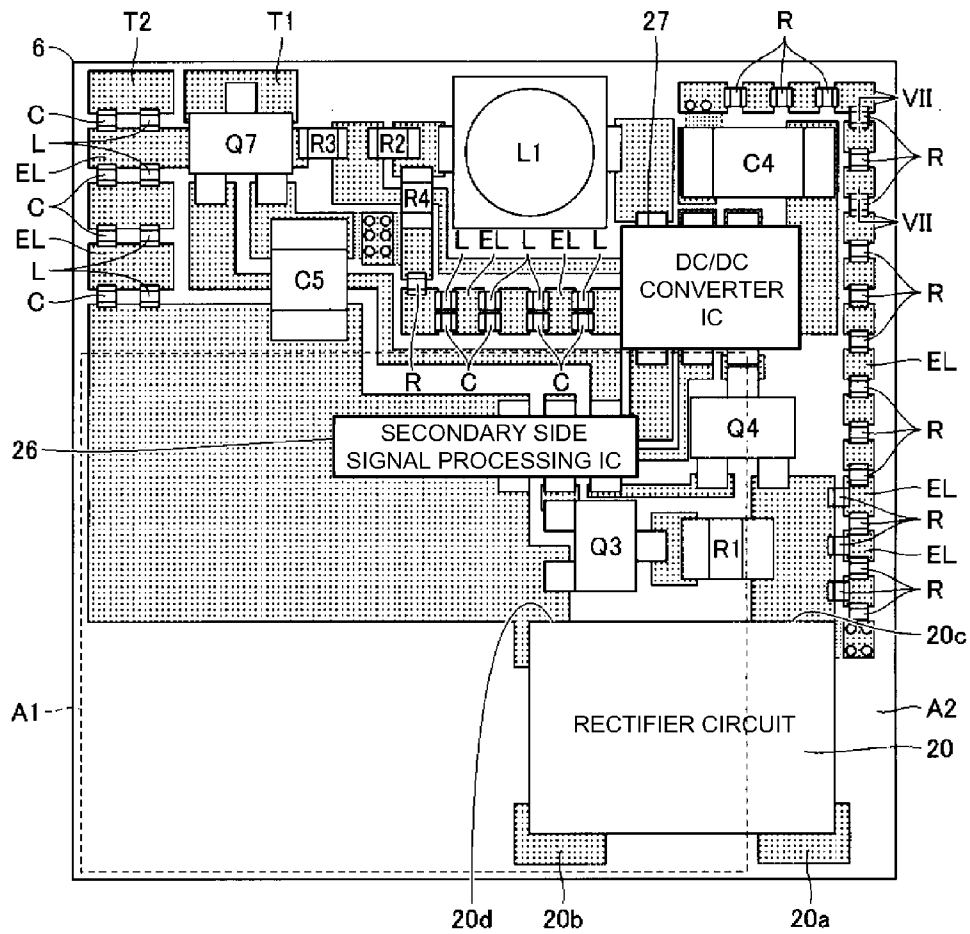 T2 T1 27 R
6
C VII
L Q7 R3 R2 L1 C4 R
EL
C R4 VII
EL L EL L EL L
L C5 DC/DC
CONVERTER
IC R
C
R C C EL
26 SECONDARY SIDE
SIGNAL PROCESSING IC Q4 R
EL
Q3 R1 R
EL
R
20c
A1 RECTIFIER CIRCUIT A2
20
20d 20b 20a